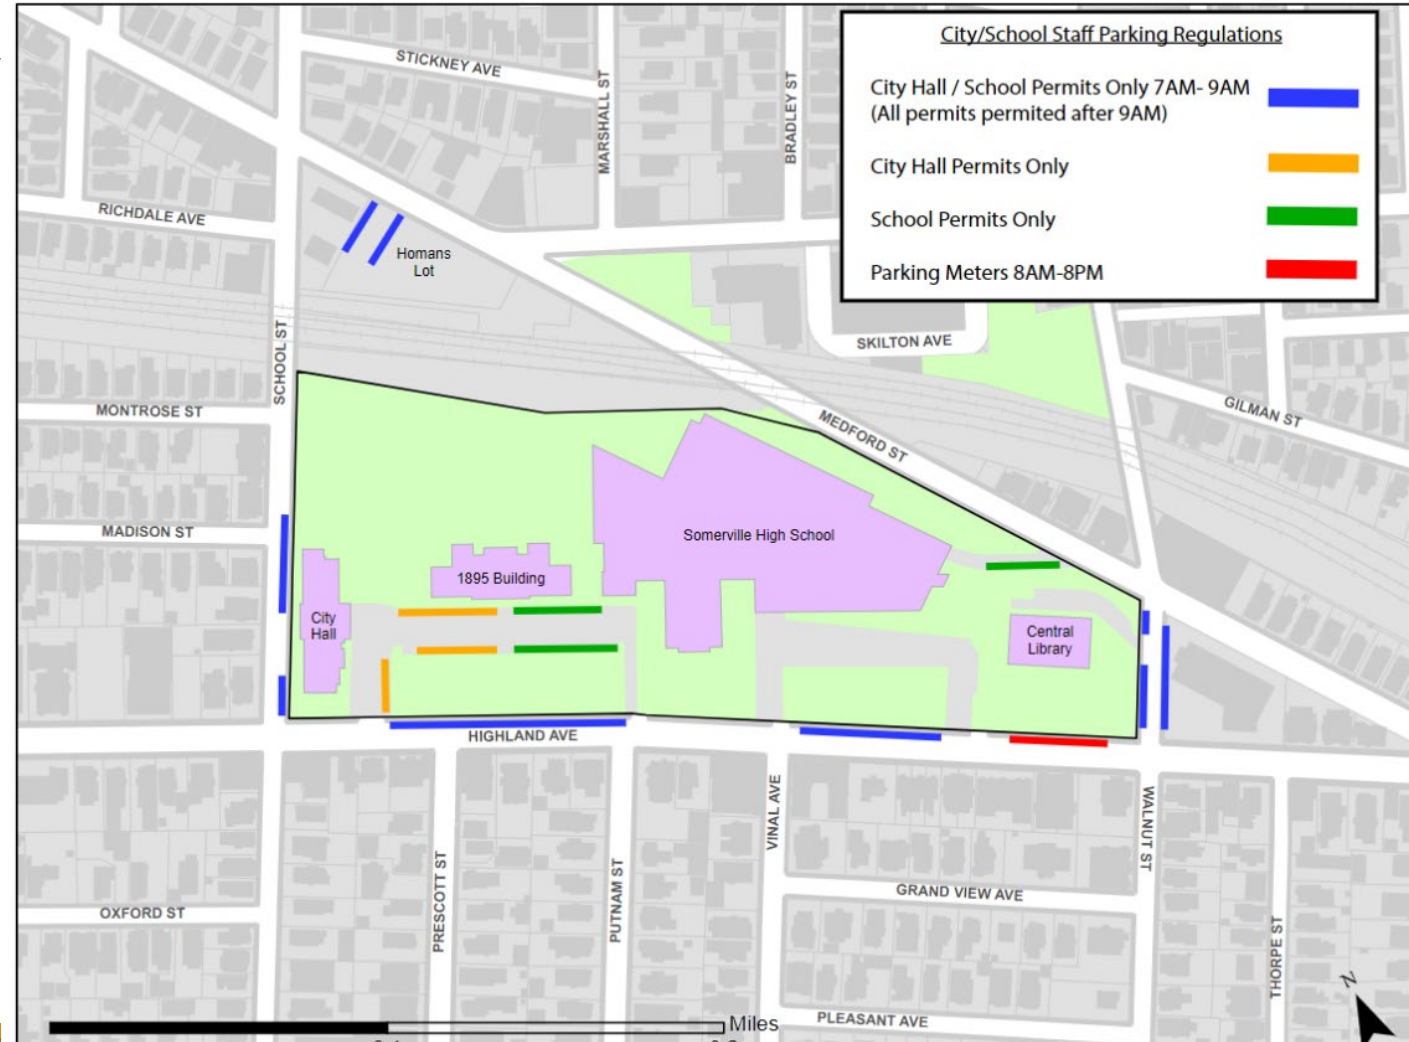 City/School Staff Parking Regulations
City Hall / School Permits Only 7AM- 9AM
(All permits permited after 9AM)
City Hall Permits Only
School Permits Only
Parking Meters 8AM-8PM
STICKNEY AVE
MARSHALL ST
BRADLEY ST
RICHDALE AVE
Homans
Lot
SCHOOL ST
SKILTON AVE
MONTROSE ST
MEDFORD ST
GILMAN ST
MADISON ST
Somerville High School
1895 Building
City
Hall
Central
Library
HIGHLAND AVE
VINAL AVE
WALNUT ST
PRESCOTT ST
PUTNAM ST
GRAND VIEW AVE
OXFORD ST
THORPE ST
N
PLEASANT AVE
Miles